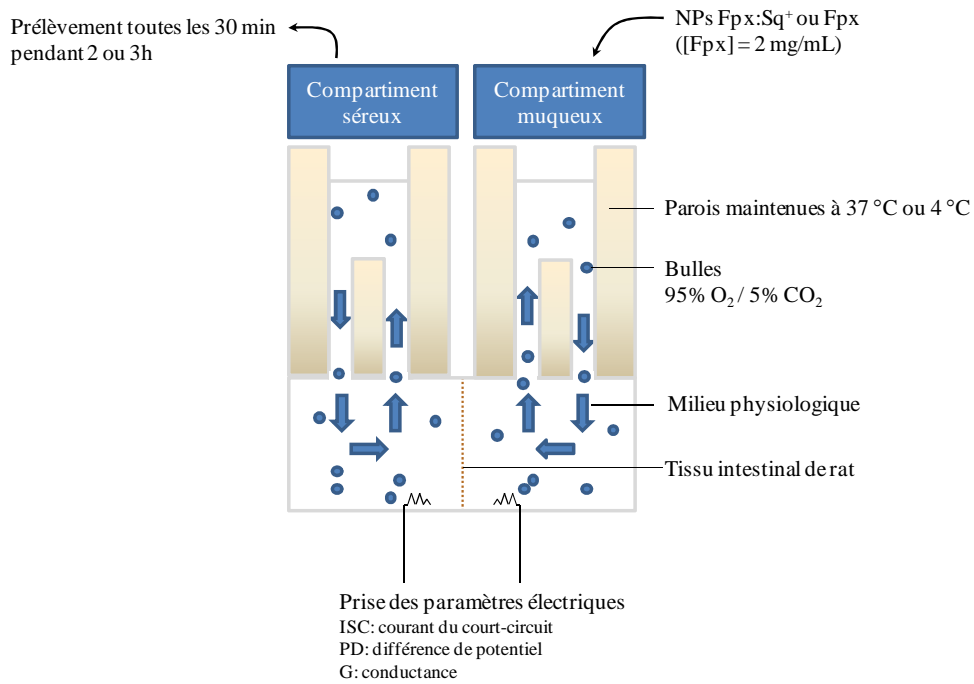 Prélèvement toutes les 30 min
pendant 2 ou 3h
NPs Fpx:Sq⁺ ou Fpx
([Fpx] = 2 mg/mL)
Compartiment
séreux
Compartiment
muqueux
Parois maintenues à 37 °C ou 4 °C
Bulles
95% O₂ / 5% CO₂
Milieu physiologique
Tissu intestinal de rat
Prise des paramètres électriques
ISC: courant du court-circuit
PD: différence de potentiel
G: conductance